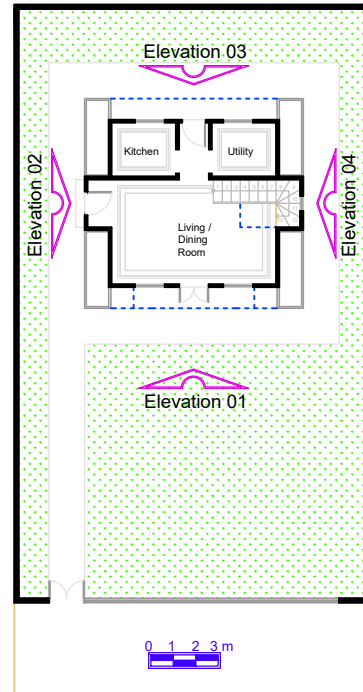 Elevation 03
Elevation 02
Elevation 04
Kitchen
Utility
Living /
Dining
Room
Elevation 01
0 1 2 3 m